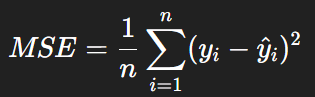 MSE = \frac{1}{n} \sum_{i=1}^{n} (y_i - \hat{y}_i)^2